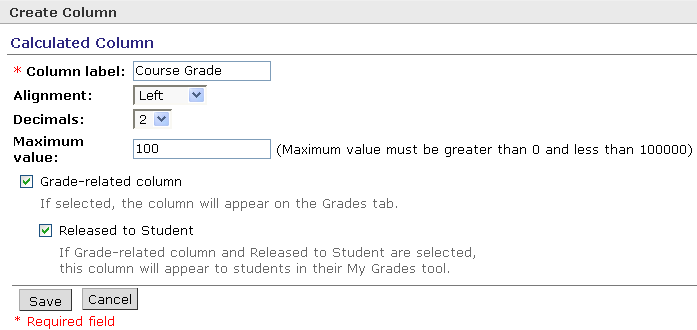 Create Column
Calculated Column
* Column label: Course Grade
Alignment: Left
Decimals: 2
Maximum value: 100 (Maximum value must be greater than 0 and less than 100000)
Grade-related column
If selected, the column will appear on the Grades tab.
Released to Student
If Grade-related column and Released to Student are selected,
this column will appear to students in their My Grades tool.
Save Cancel
* Required field